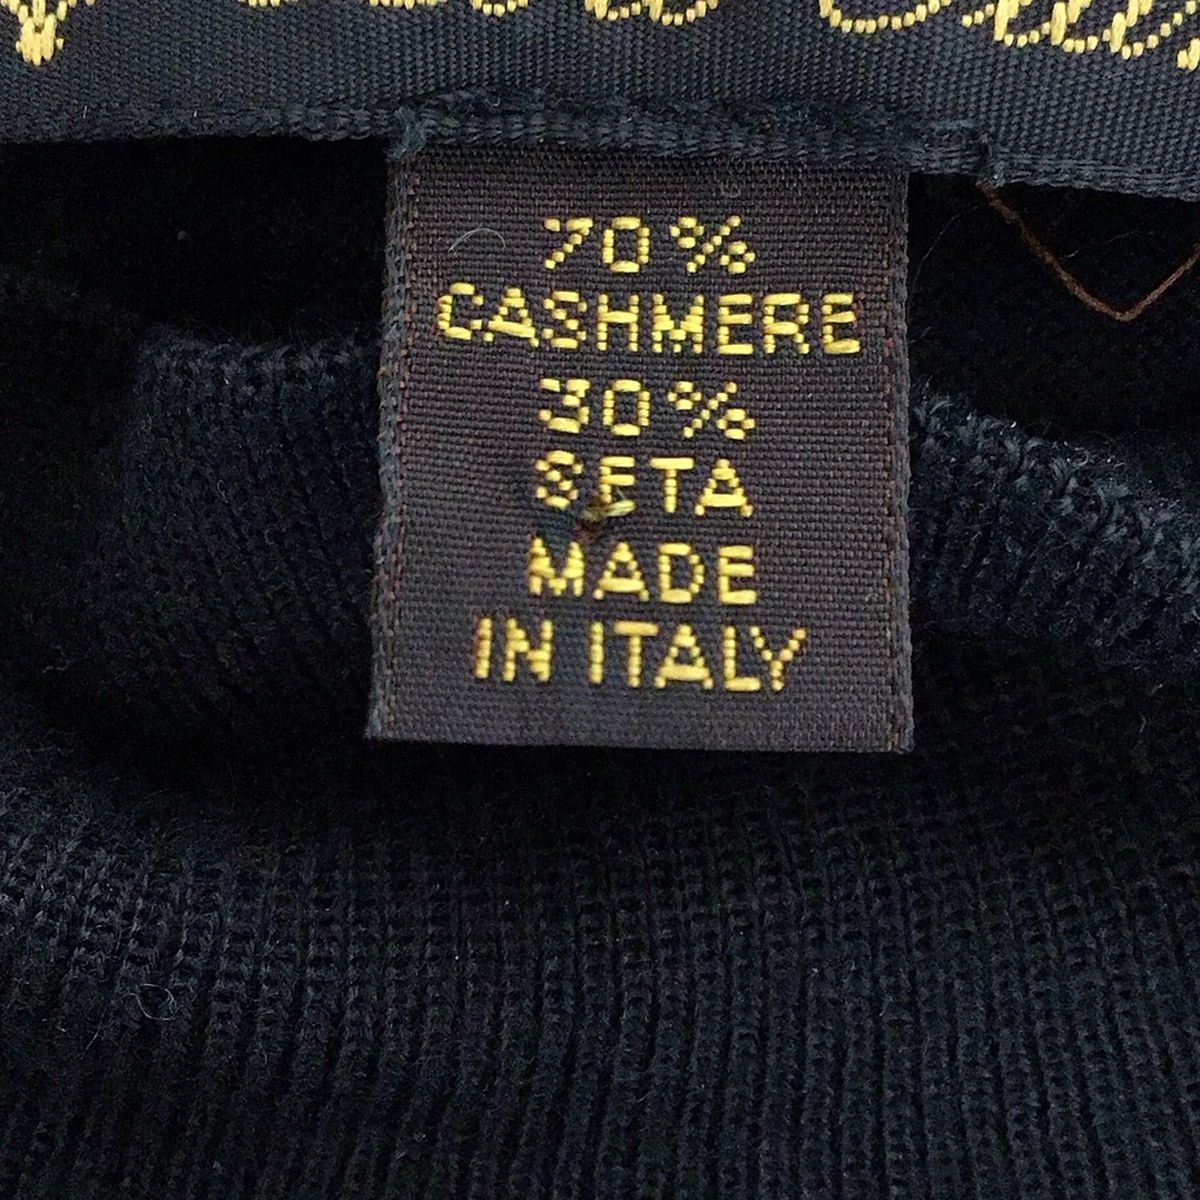 70%
CASHMERE
30%
SETA
MADE
IN ITALY